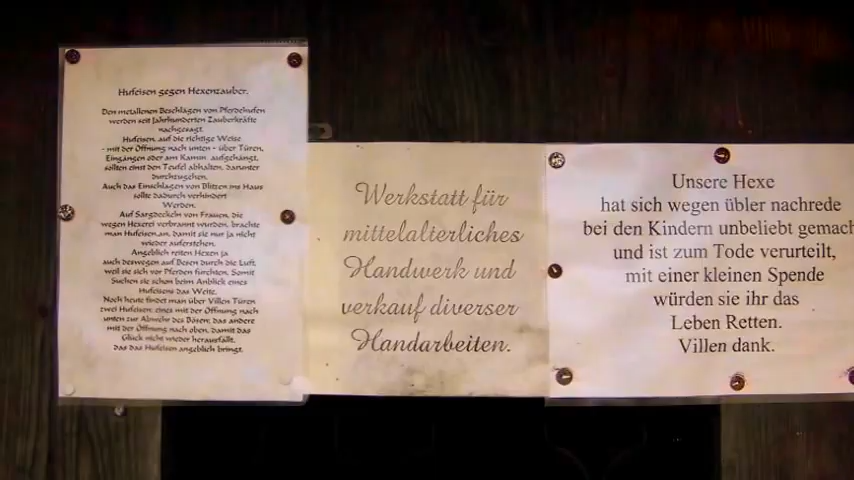 Hufeisen gegen Hexenzauber.
Den metallenen Beschlägen von Pferdehufen
werden seit Jahrhunderten Zauberkräfte
nachgesagt.
Hufeisen, auf die richtige Weise
- mit der Öffnung nach unten - über Türen,
Eingängen oder am Kamin aufgehängt,
sollten einst den Teufel abhalten, darunter
durchzugehen.
Auch das Einschlagen von Blitzen ins Haus
sollte dadurch verhindert
Werden.
Auf Sargdeckeln von Frauen, die
wegen Hexerei verbrannt wurden, brachte
man Hufeisen an, damit sie nur ja nicht
wieder auferstehen.
Angeblich reiten Hexen ja
auch deswegen auf Besen durch die Luft,
weil sie sich vor Pferden fürchten. Somit
Suchen sie schon beim Anblick eines
Hufeisens das Weite.
Noch heute findet man über Villen Türen
zwei Hufeisen, eines mit der Öffnung nach
unten zur Abwehr des Bösen, das andere
mit der Öffnung nach oben, damit das
Glück nicht wieder herausfällt,
das das Hufeisen angeblich bringt.
Werkstatt für
mittelalterliches
Handwerk und
verkauf diverser
Handarbeiten.
Unsere Hexe
hat sich wegen übler nachrede
bei den Kindern unbeliebt gemach
und ist zum Tode verurteilt,
mit einer kleinen Spende
würden sie ihr das
Leben Retten.
Villen dank.